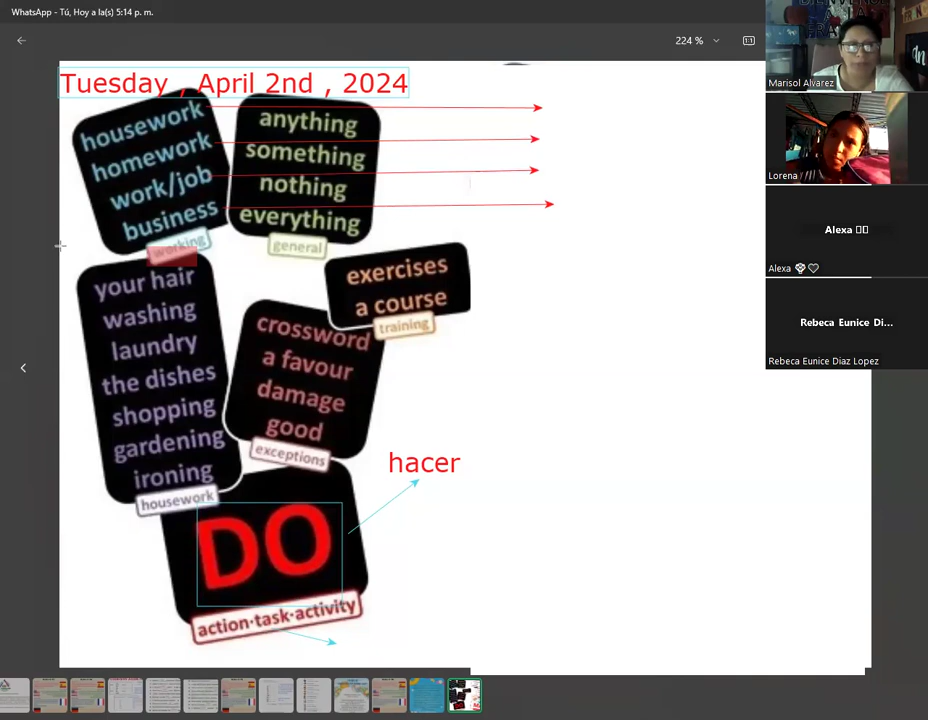 WhatsApp - Tú, Hoy a la(s) 5:14 p. m.
224 %
1:1
Tuesday , April 2nd , 2024
housework
homework
work/job
business
working
anything
something
nothing
everything
general
exercises
a course
training
your hair
washing
laundry
the dishes
shopping
gardening
ironing
housework
crossword
a favour
damage
good
exceptions
hacer
DO
action·task·activity
Marisol Alvarez
Lorena
Alexa
Alexa
Rebeca Eunice Di...
Rebeca Eunice Diaz Lopez